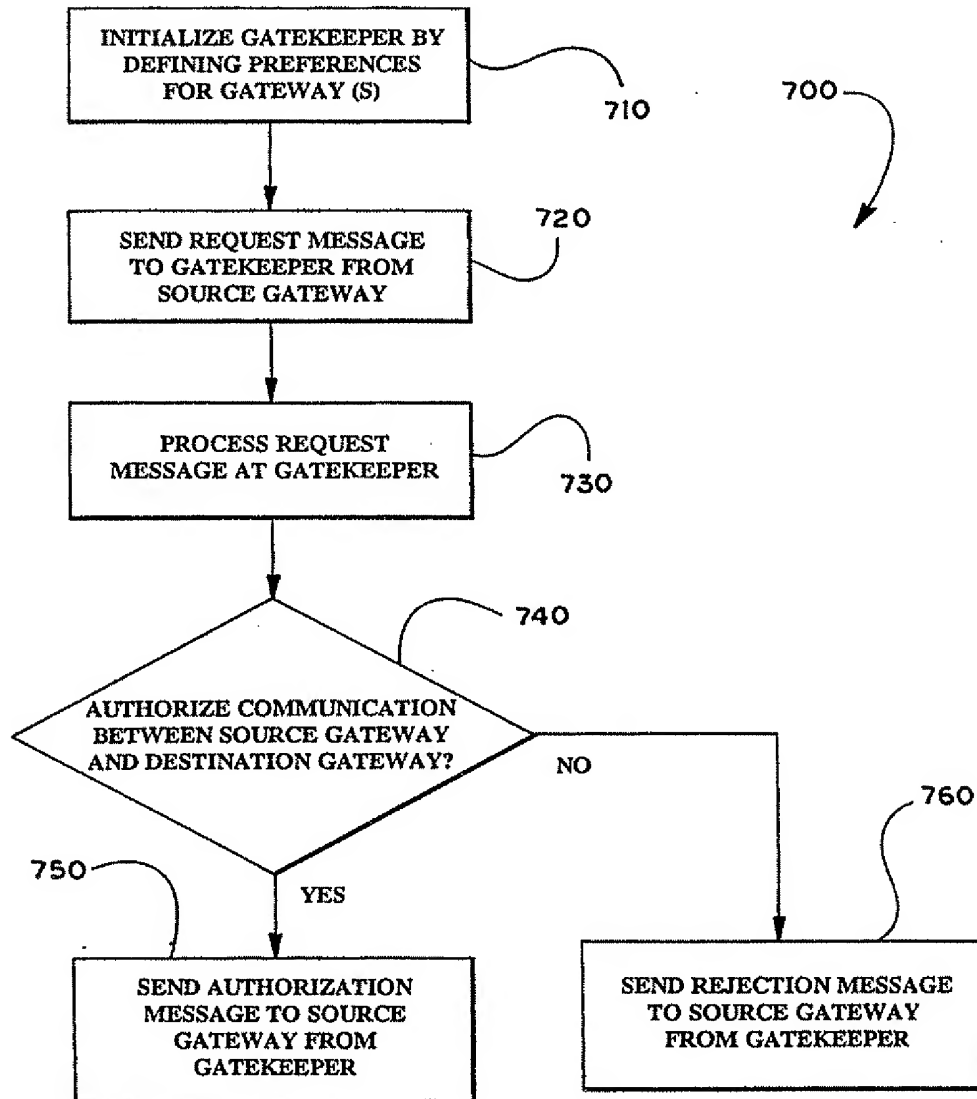 INITIALIZE GATEKEEPER BY
DEFINING PREFERENCES
FOR GATEWAY (S)
710
700
720
SEND REQUEST MESSAGE
TO GATEKEEPER FROM
SOURCE GATEWAY
PROCESS REQUEST
MESSAGE AT GATEKEEPER
730
740
AUTHORIZE COMMUNICATION
BETWEEN SOURCE GATEWAY
AND DESTINATION GATEWAY?
NO
760
750
YES
SEND AUTHORIZATION
MESSAGE TO SOURCE
GATEWAY FROM
GATEKEEPER
SEND REJECTION MESSAGE
TO SOURCE GATEWAY
FROM GATEKEEPER